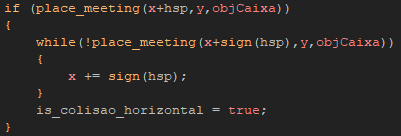 if (place_meeting(x+hsp,y,objCaixa))
{
    while(!place_meeting(x+sign(hsp),y,objCaixa))
    {
        x += sign(hsp);
    }
    is_colisao_horizontal = true;
}